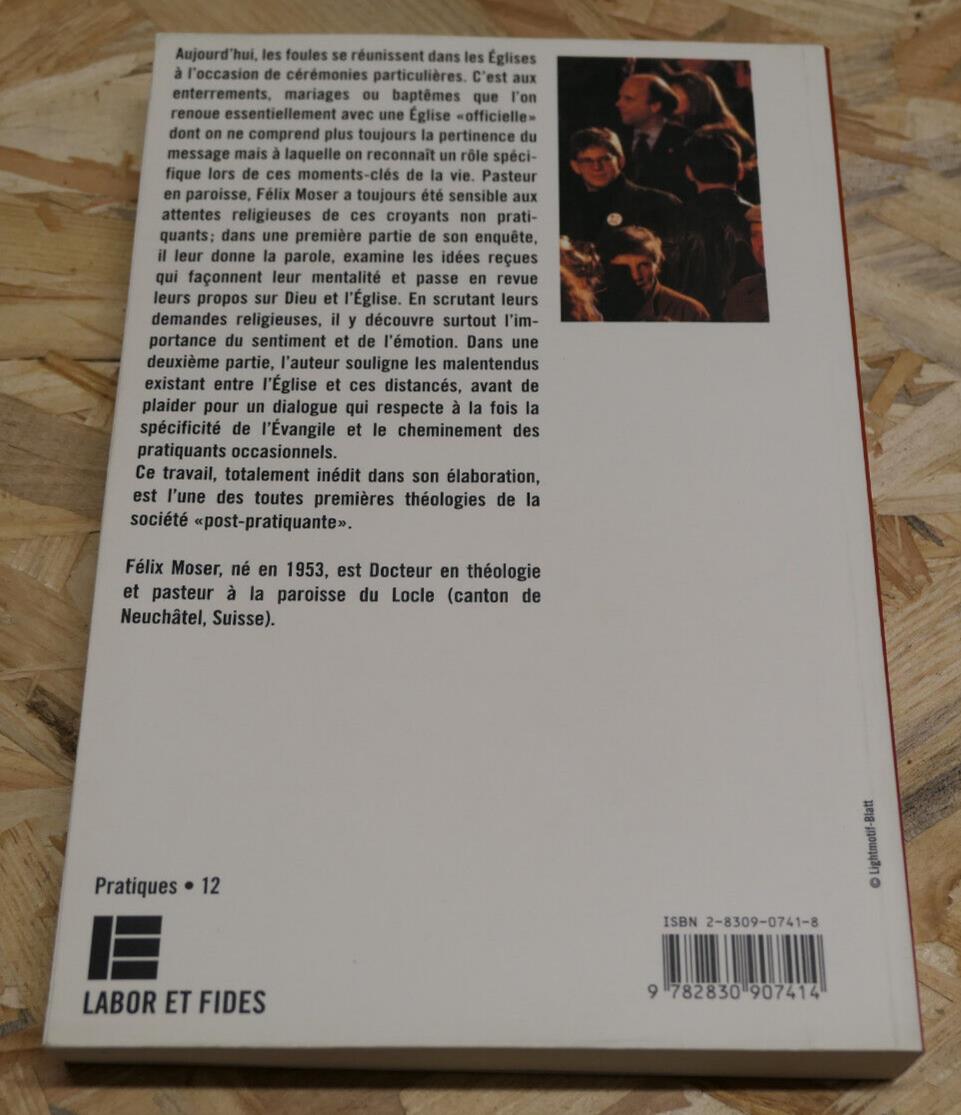 Aujourd'hui, les foules se réunissent dans les Églises
à l'occasion de cérémonies particulières. C'est aux
enterrements, mariages ou baptêmes que l'on
renoue essentiellement avec une Église «officielle»
dont on ne comprend plus toujours la pertinence du
message mais à laquelle on reconnaît un rôle spéci-
fique lors de ces moments-clés de la vie. Pasteur
en paroisse, Félix Moser a toujours été sensible aux
attentes religieuses de ces croyants non prati-
quants; dans une première partie de son enquête,
il leur donne la parole, examine les idées reçues
qui façonnent leur mentalité et passe en revue
leurs propos sur Dieu et l'Église. En scrutant leurs
demandes religieuses, il y découvre surtout l'im-
portance du sentiment et de l'émotion. Dans une
deuxième partie, l'auteur souligne les malentendus
existant entre l'Église et ces distancés, avant de
plaider pour un dialogue qui respecte à la fois la
spécificité de l'Évangile et le cheminement des
pratiquants occasionnels.
Ce travail, totalement inédit dans son élaboration,
est l'une des toutes premières théologies de la
société «post-pratiquante».
Félix Moser, né en 1953, est Docteur en théologie
et pasteur à la paroisse du Locle (canton de
Neuchâtel, Suisse).
© Lightmotif-Blatt
Pratiques • 12
LABOR ET FIDES
ISBN 2-8309-0741-8
9 782830 907414